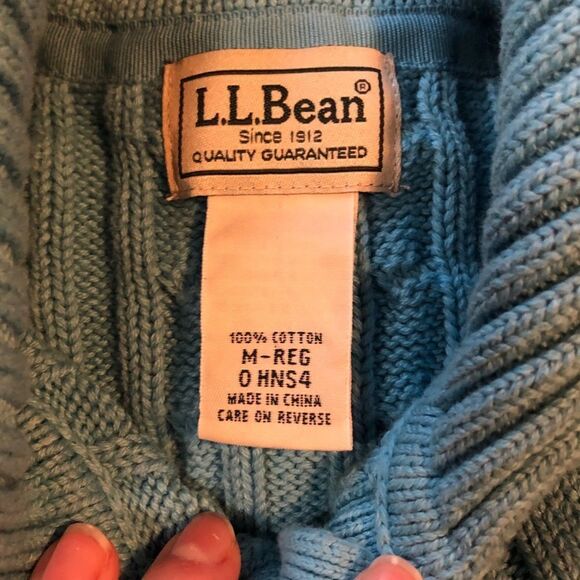 L.L.Bean®
Since 1912
QUALITY GUARANTEED
100% COTTON
M-REG
0 HNS4
MADE IN CHINA
CARE ON REVERSE